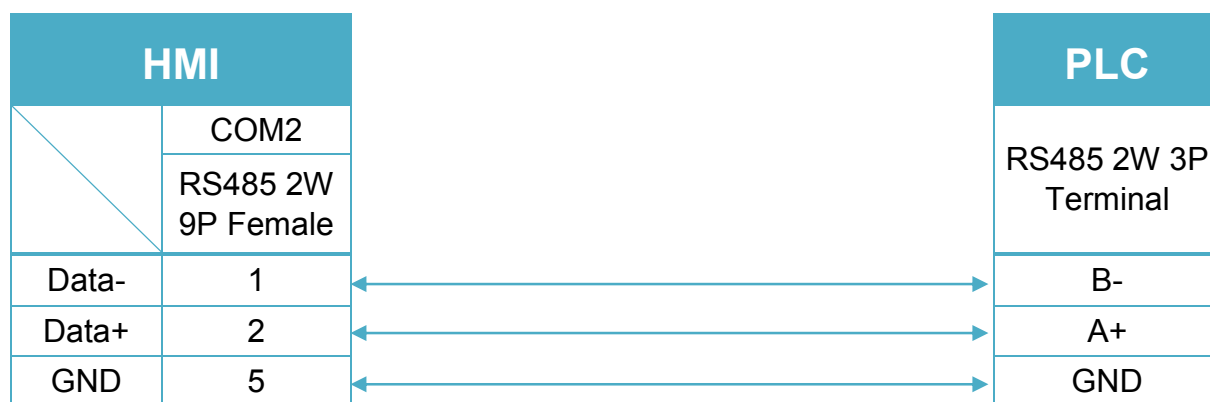 HMI
PLC
COM2
RS485 2W
9P Female
RS485 2W 3P
Terminal
Data- 1 B-
Data+ 2 A+
GND 5 GND